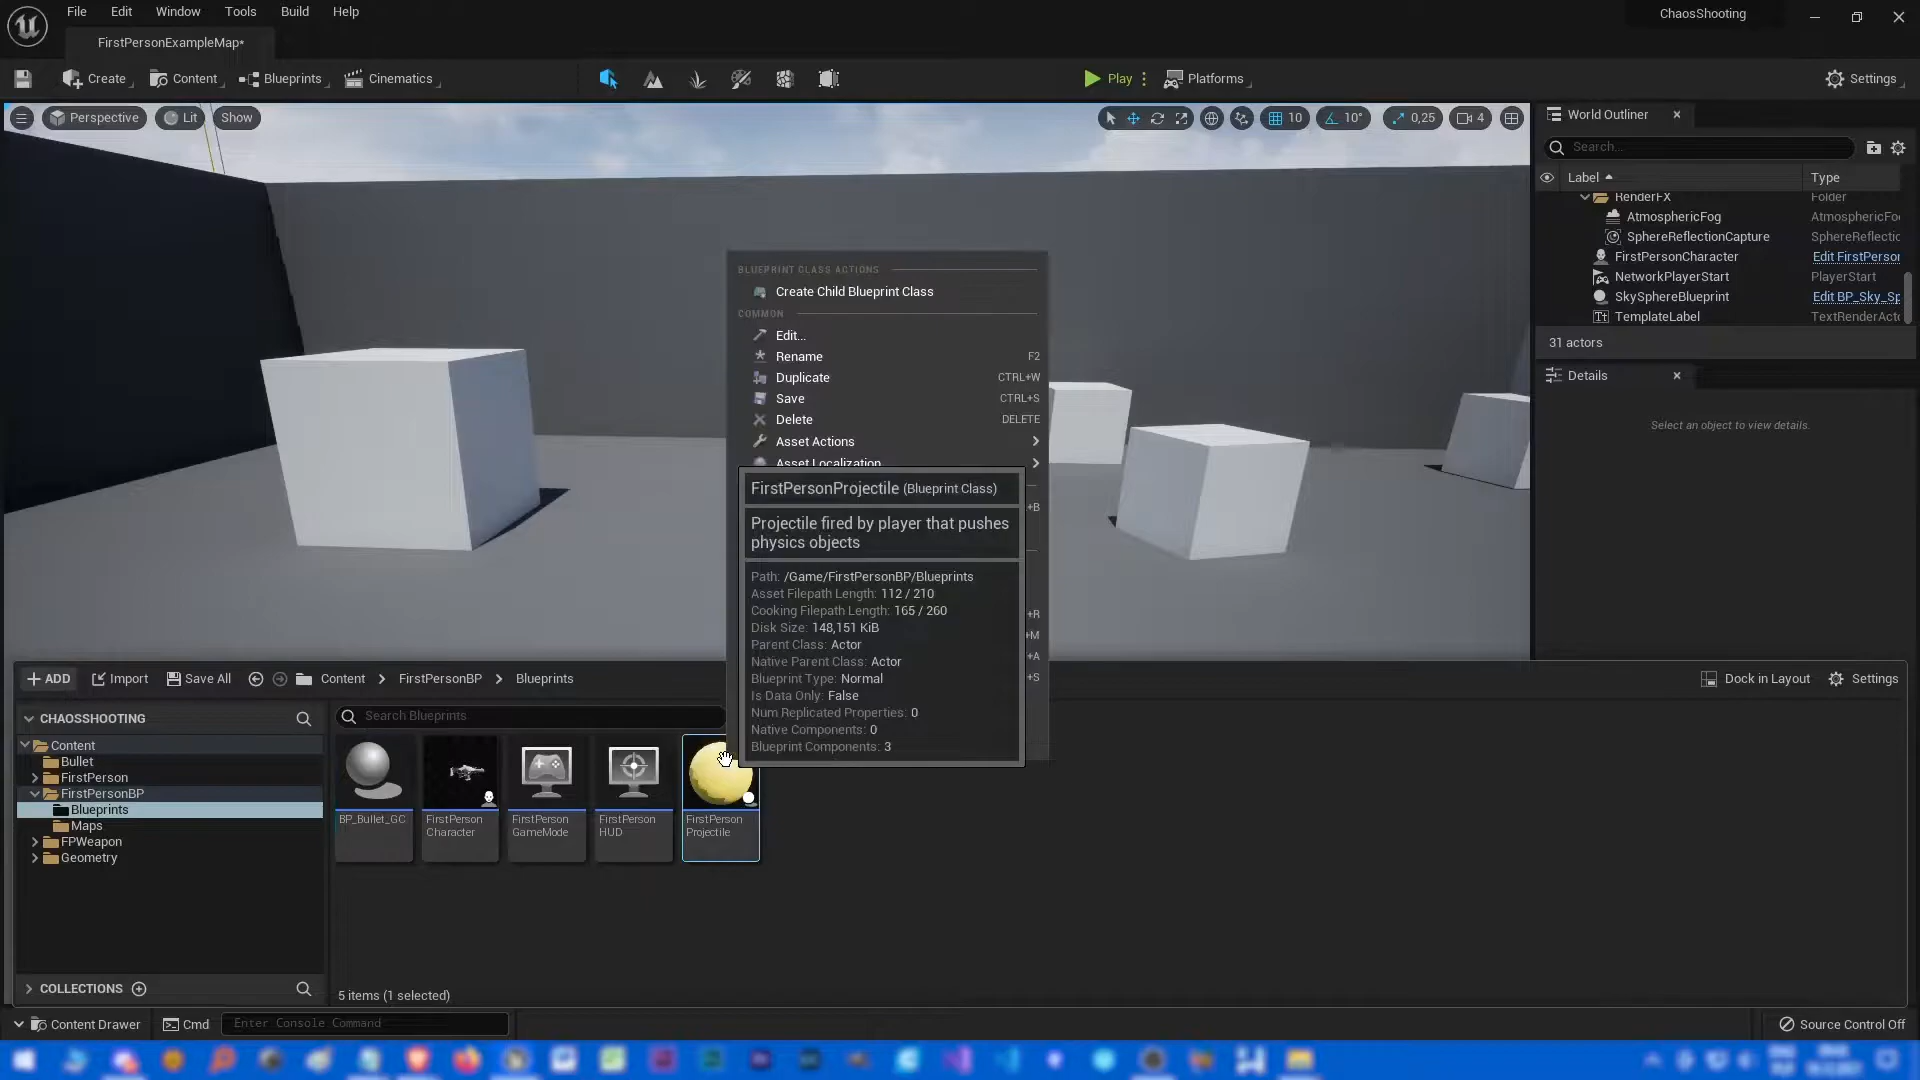 File Edit Window Tools Build Help
ChaosShooting
FirstPersonExampleMap*
Create Content Blueprints Cinematics Play Platforms Settings
Perspective Lit Show 10 10° 0,25 4
World Outliner
Search...
Label Type
RenderFX Folder
AtmosphericFog AtmosphericFo
SphereReflectionCapture SphereReflectic
FirstPersonCharacter Edit FirstPerson
NetworkPlayerStart PlayerStart
SkySphereBlueprint Edit BP_Sky_Sp
TemplateLabel TextRenderActo
31 actors
Details
Select an object to view details.
BLUEPRINT CLASS ACTIONS
Create Child Blueprint Class
COMMON
Edit...
Rename F2
Duplicate CTRL+W
Save CTRL+S
Delete DELETE
Asset Actions
Asset Localization
FirstPersonProjectile (Blueprint Class)
+B
Projectile fired by player that pushes
physics objects
Path: /Game/FirstPersonBP/Blueprints
Asset Filepath Length: 112 / 210
Cooking Filepath Length: 165 / 260
+R
Disk Size: 148,151 KiB
+M
Parent Class: Actor
+A
Native Parent Class: Actor
+S
Blueprint Type: Normal
Is Data Only: False
Num Replicated Properties: 0
Native Components: 0
Blueprint Components: 3
ADD Import Save All Content FirstPersonBP Blueprints Dock in Layout Settings
CHAOSSHOOTING
Search Blueprints
Content
Bullet
FirstPerson
FirstPersonBP
Blueprints
Maps
FPWeapon
Geometry
BP_Bullet_GC
FirstPerson
Character
FirstPerson
GameMode
FirstPerson
HUD
FirstPerson
Projectile
COLLECTIONS
5 items (1 selected)
Content Drawer Cmd Enter Console Command Source Control Off